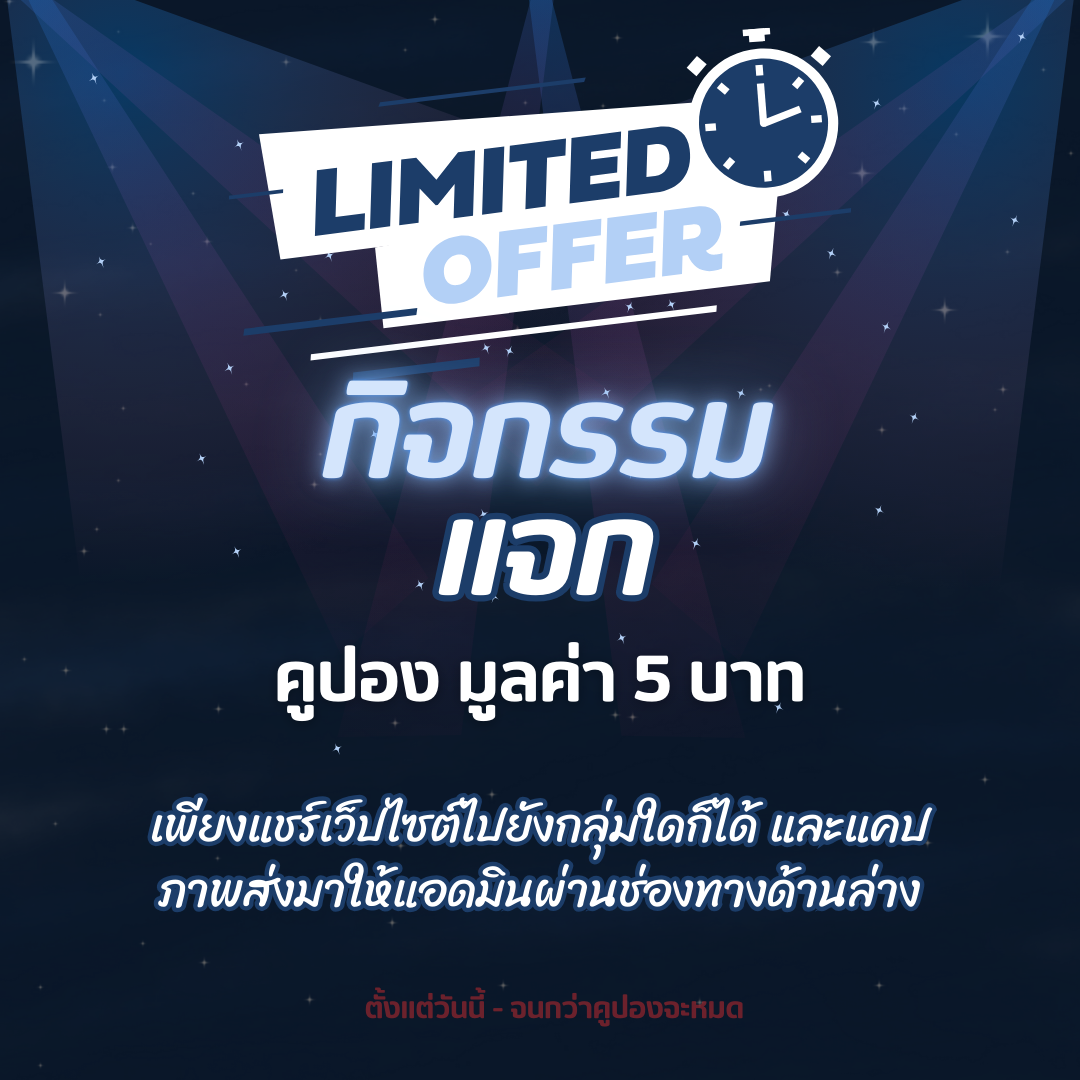 LIMITED
OFFER
กิจกรรม
แจก
คูปอง มูลค่า 5 บาท
เพียงแชร์เว็ปไซต์ไปยังกลุ่มใดก็ได้ และแคป
ภาพส่งมาให้แอดมินผ่านช่องทางด้านล่าง
ตั้งแต่วันนี้ - จนกว่าคูปองจะหมด